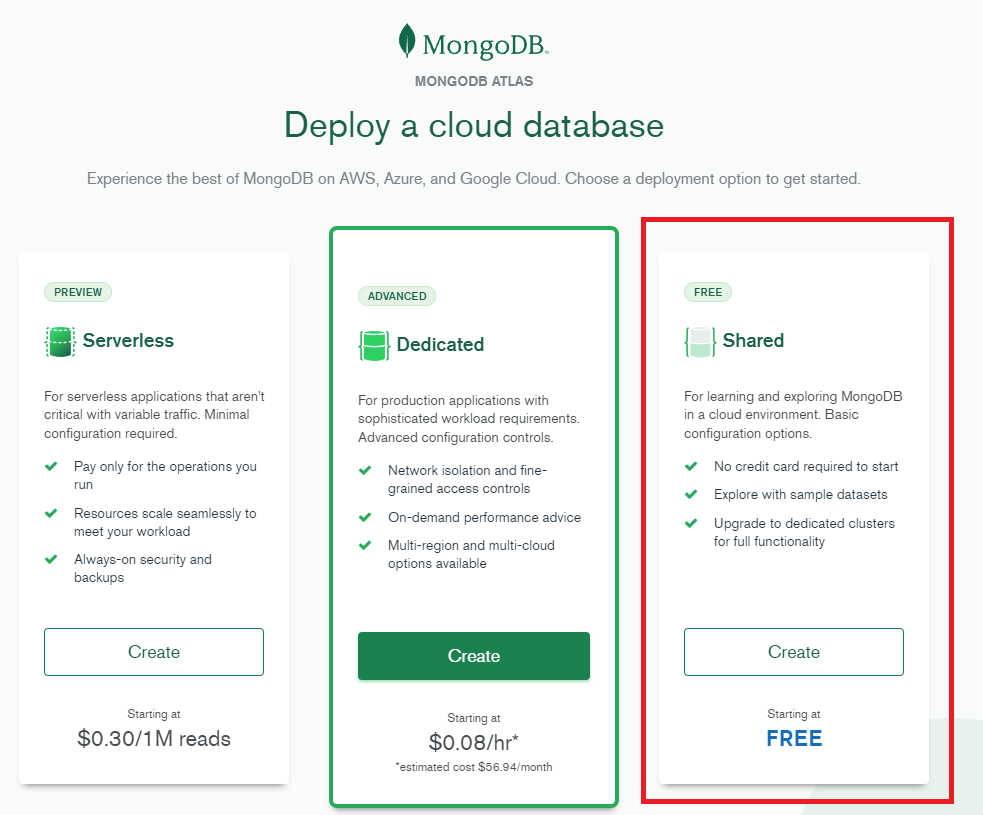 MongoDB®
MONGODB ATLAS
Deploy a cloud database
Experience the best of MongoDB on AWS, Azure, and Google Cloud. Choose a deployment option to get started.
PREVIEW
Serverless
For serverless applications that aren't
critical with variable traffic. Minimal
configuration required.
Pay only for the operations you
run
Resources scale seamlessly to
meet your workload
Always-on security and
backups
Create
Starting at
$0.30/1M reads
ADVANCED
Dedicated
For production applications with
sophisticated workload requirements.
Advanced configuration controls.
Network isolation and fine-
grained access controls
On-demand performance advice
Multi-region and multi-cloud
options available
Create
Starting at
$0.08/hr*
*estimated cost $56.94/month
FREE
Shared
For learning and exploring MongoDB
in a cloud environment. Basic
configuration options.
No credit card required to start
Explore with sample datasets
Upgrade to dedicated clusters
for full functionality
Create
Starting at
FREE